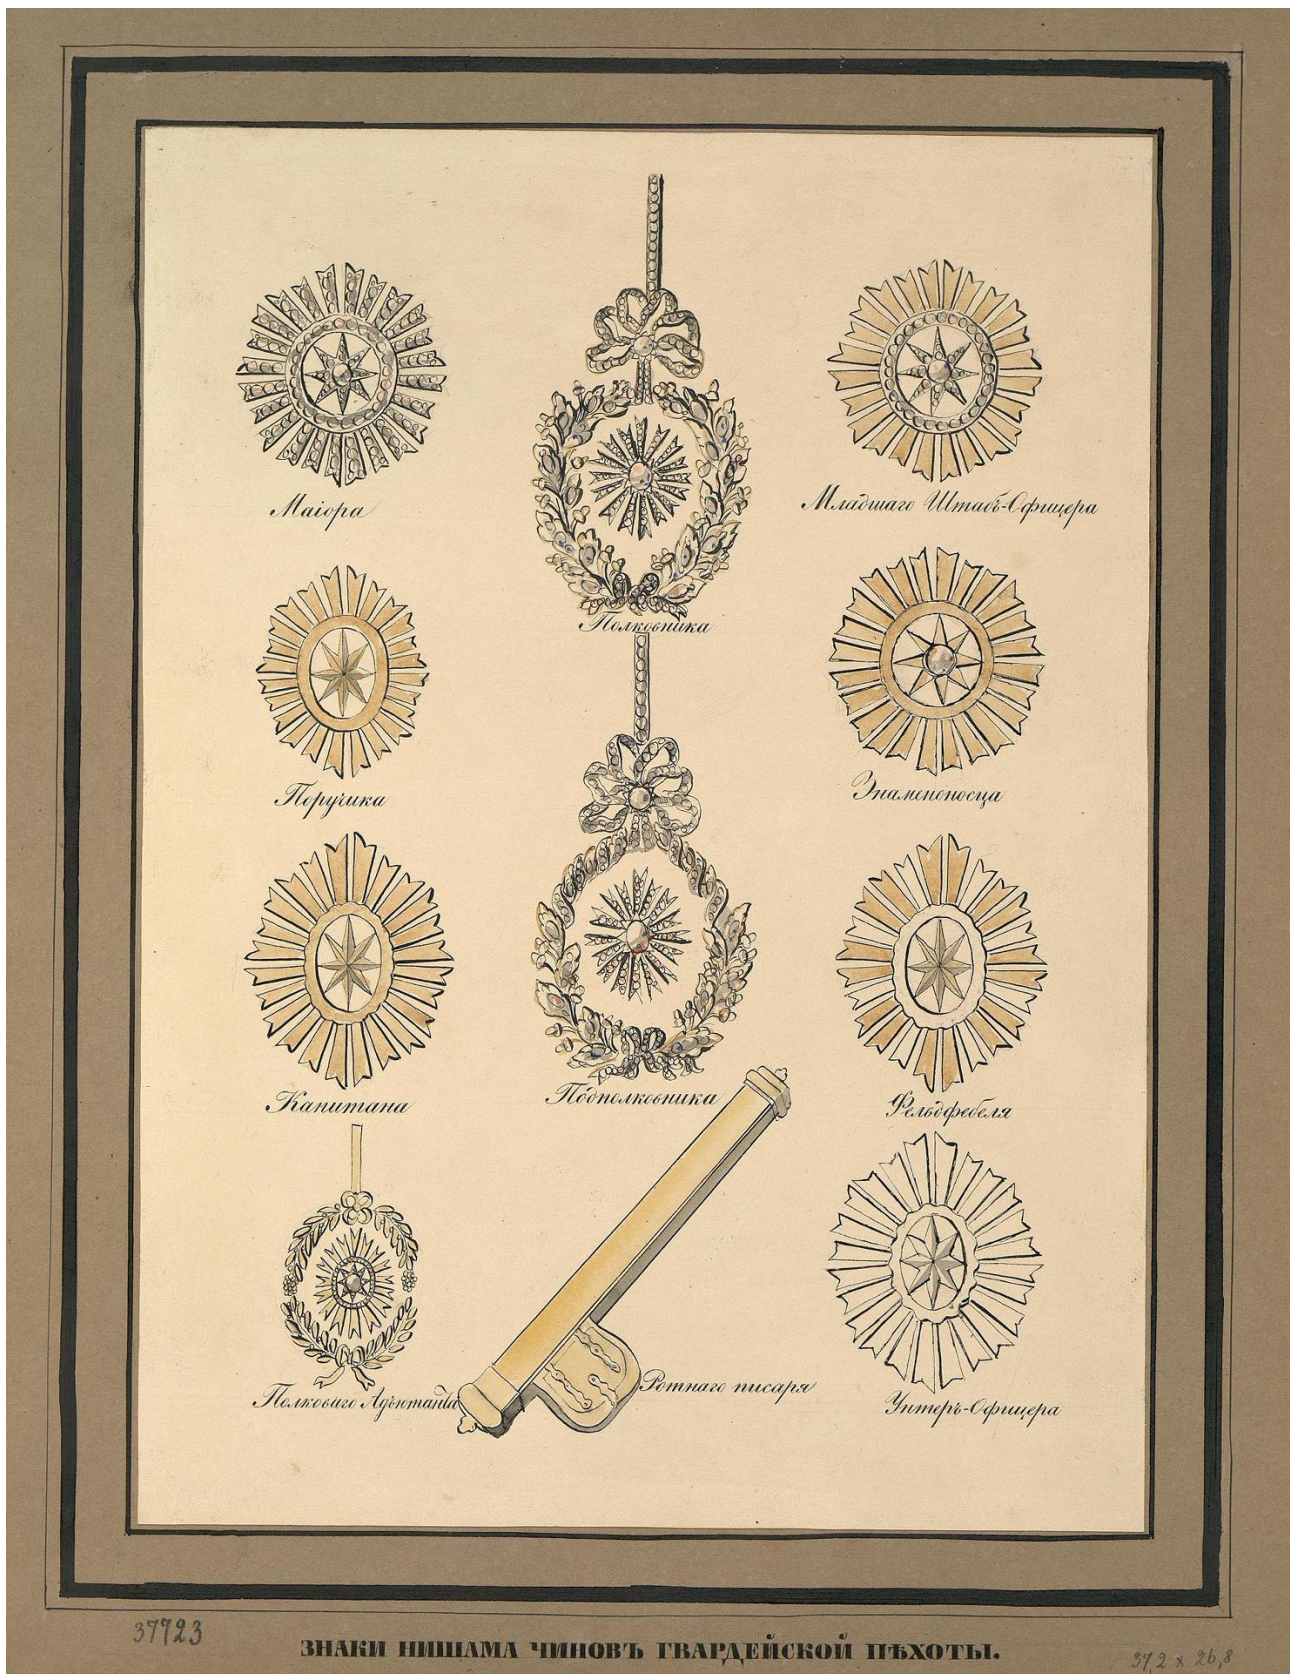 Маіора
Полковника
Младшаго Штабъ-Офицера
Поручика
Знаменоносца
Капитана
Подполковника
Фельдфебеля
Полковаго Адъютанта
Ротнаго писаря
Унтеръ-Офицера
37723
ЗНАКИ НИШАМА ЧИНОВЪ ГВАРДЕЙСКОЙ ПѢХОТЫ.
37,2 x 26,8